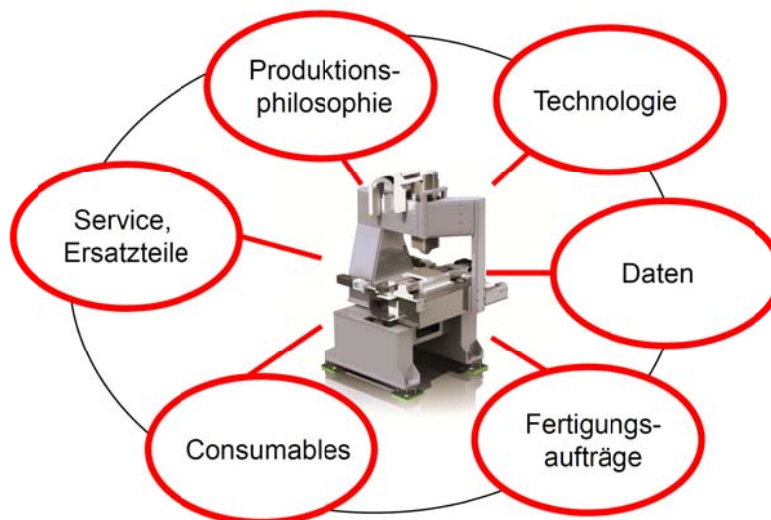 Produktions-
philosophie
Technologie
Service,
Ersatzteile
Daten
Consumables
Fertigungs-
aufträge